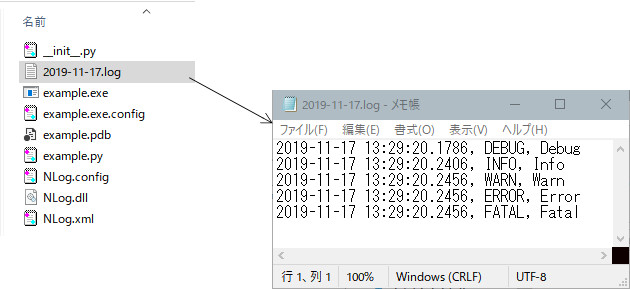 名前
__init__.py
2019-11-17.log
example.exe
example.exe.config
example.pdb
example.py
NLog.config
NLog.dll
NLog.xml
2019-11-17.log - メモ帳
ファイル(F) 編集(E) 書式(O) 表示(V) ヘルプ(H)
2019-11-17 13:29:20.1786, DEBUG, Debug
2019-11-17 13:29:20.2406, INFO, Info
2019-11-17 13:29:20.2456, WARN, Warn
2019-11-17 13:29:20.2456, ERROR, Error
2019-11-17 13:29:20.2456, FATAL, Fatal
行 1、列 1 100% Windows (CRLF) UTF-8